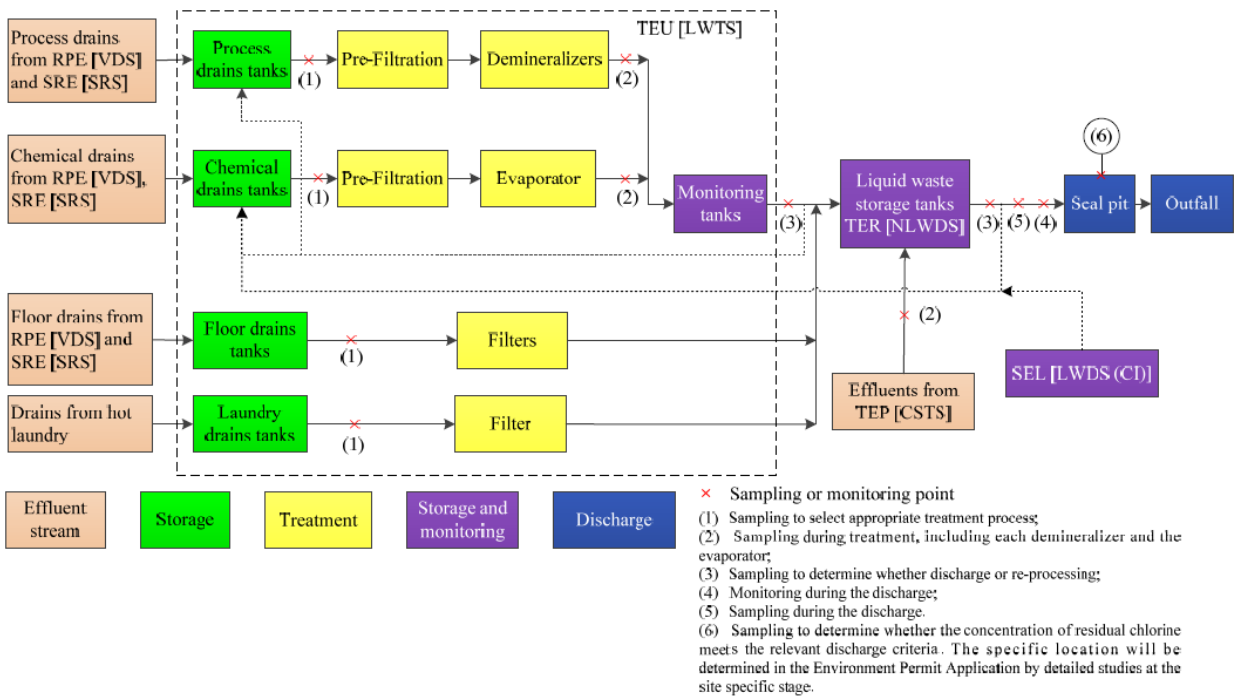 TEU [LWTS]
Process drains
from RPE [VDS]
and SRE [SRS]
Process
drains tanks
(1)
Pre-Filtration
Demineralizers
(2)
Chemical drains
from RPE [VDS],
SRE [SRS]
Chemical
drains tanks
(1)
Pre-Filtration
Evaporator
(2)
Monitoring
tanks
(3)
Liquid waste
storage tanks
TER [NLWDS]
(3)
(5)
(4)
(6)
Seal pit
Outfall
Floor drains from
RPE [VDS] and
SRE [SRS]
Floor drains
tanks
(1)
Filters
(2)
Effluents from
TEP [CSTS]
SEL [LWDS (CI)]
Drains from hot
laundry
Laundry
drains tanks
(1)
Filter
Effluent
stream
Storage
Treatment
Storage and
monitoring
Discharge
× Sampling or monitoring point
(1) Sampling to select appropriate treatment process;
(2) Sampling during treatment, including each demineralizer and the
evaporator;
(3) Sampling to determine whether discharge or re-processing;
(4) Monitoring during the discharge;
(5) Sampling during the discharge.
(6) Sampling to determine whether the concentration of residual chlorine
meets the relevant discharge criteria. The specific location will be
determined in the Environment Permit Application by detailed studies at the
site specific stage.